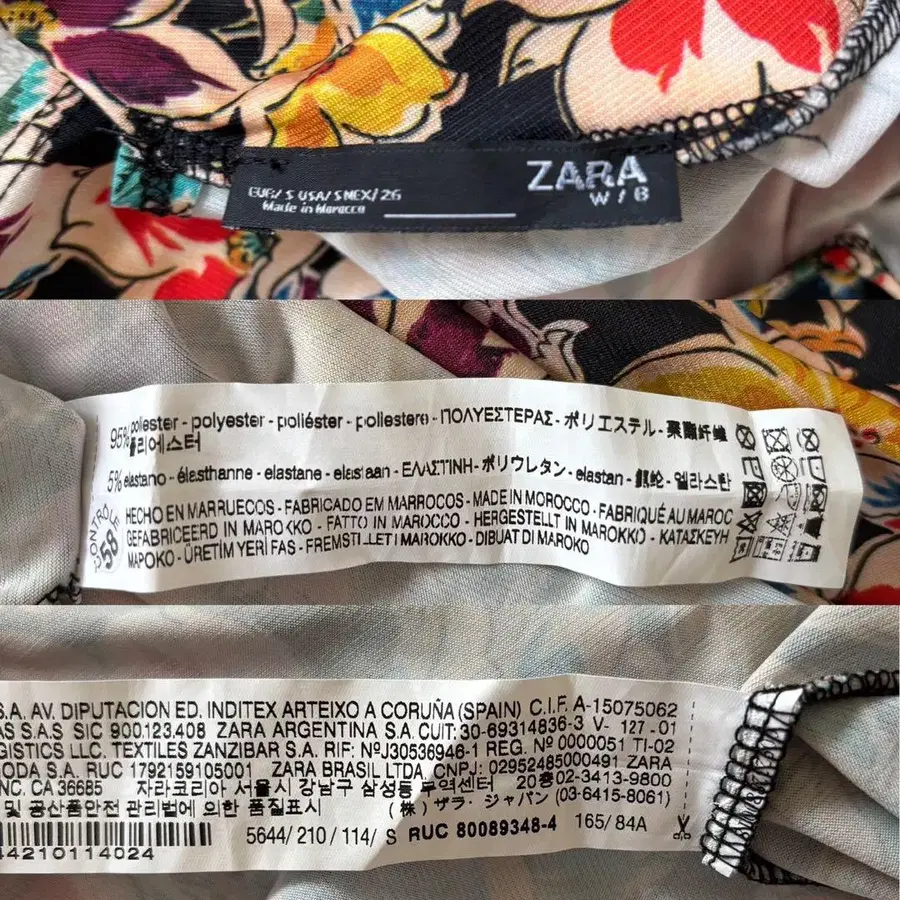 ZARA
W/B
EUR/S USA/S MEX/26
Made in Morocco
95% poliester - polyester - poliéster - poliestere - ΠΟΛΥΕΣΤΕΡΑΣ - ポリエステル - 聚酯纤维
폴리에스터
5% elastano - élasthanne - elastane - elastaan - ΕΛΑΣΤΙΝΗ - ポリウレタン - elastan - 氨纶 - 엘라스탄
CONTRÔLE 58
HECHO EN MARRUECOS - FABRICADO EM MARROCOS - MADE IN MOROCCO - FABRIQUÉ AU MAROC
GEFABRICEERD IN MAROKKO - FATTO IN MAROCCO - HERGESTELLT IN MAROKKO - ΚΑΤΑΣΚΕΥΗ
ΜΑΡΟΚΟ - ÜRETİM YERİ FAS - FREMSTILLET I MAROKKO - DIBUAT DI MAROKO
S.A. AV. DIPUTACION ED. INDITEX ARTEIXO A CORUÑA (SPAIN) C.I.F. A-15075062
AS S.A.S SIC 900.123.408 ZARA ARGENTINA S.A. CUIT: 30-69314836-3 V- 127 -01
GISTICS LLC. TEXTILES ZANZIBAR S.A. RIF: NºJ30536946-1 REG. Nº 0000051 TI-02
ODA S.A. RUC 1792159105001 ZARA BRASIL LTDA. CNPJ: 02952485000491 ZARA
NC. CA 36685 자라코리아 서울시 강남구 삼성동 무역센터 20층 02-3413-9800
및 공산품안전 관리법에 의한 품질표시 (株) ザラ・ジャパン (03-6415-8061)
5644/ 210 / 114/ S RUC 80089348-4 165/ 84A
44210114024